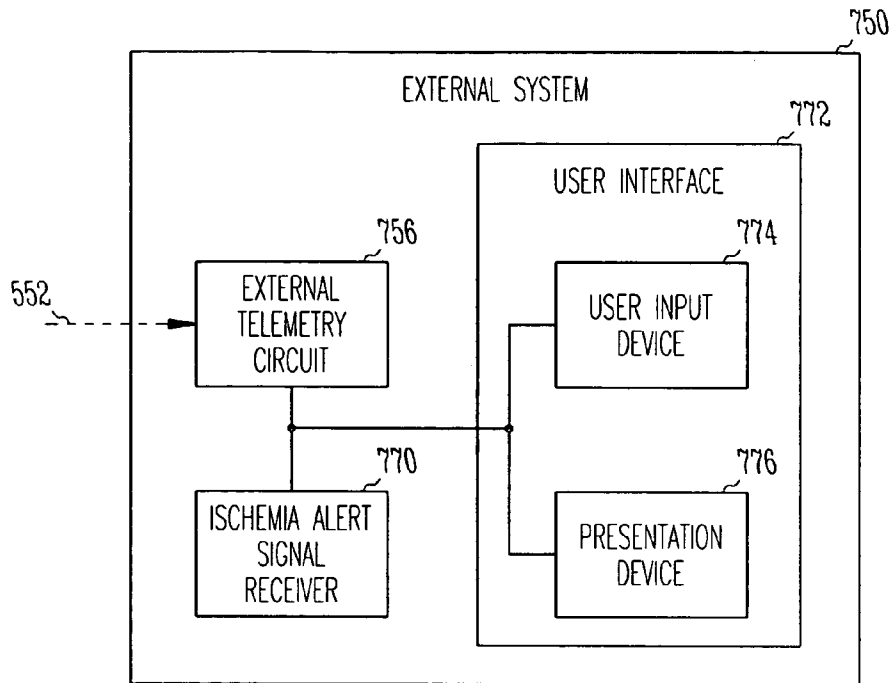 750
EXTERNAL SYSTEM
772
USER INTERFACE
756
EXTERNAL
TELEMETRY
CIRCUIT
552
774
USER INPUT
DEVICE
770
ISCHEMIA ALERT
SIGNAL
RECEIVER
776
PRESENTATION
DEVICE